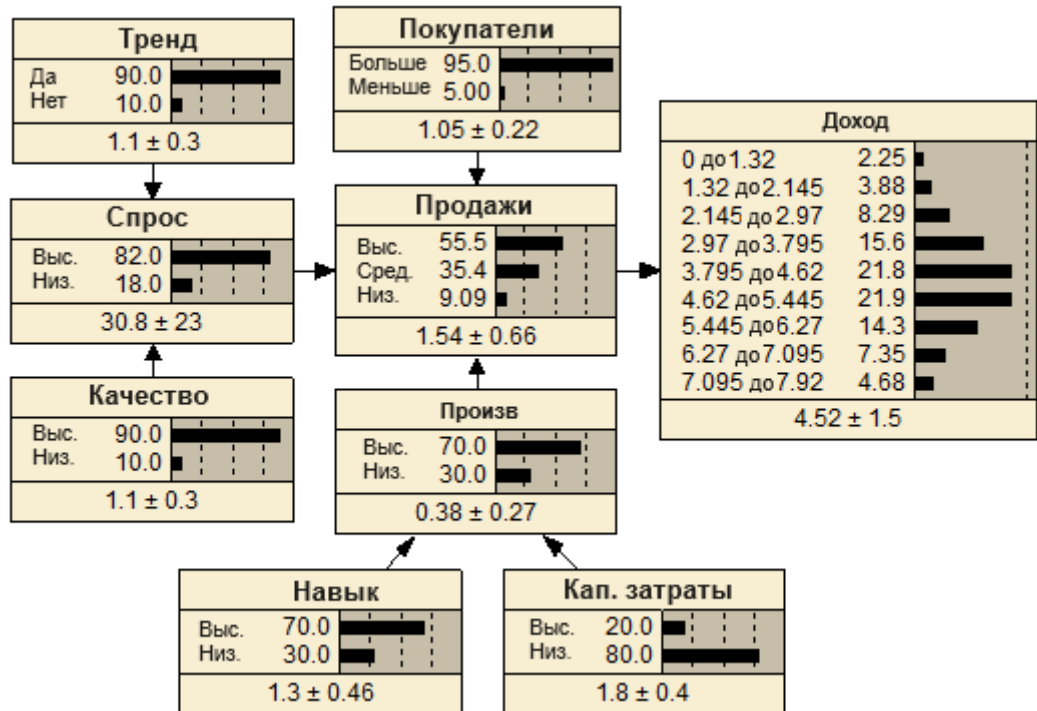 Тренд
Да 90.0
Нет 10.0
1.1 ± 0.3
Покупатели
Больше 95.0
Меньше 5.00
1.05 ± 0.22
Спрос
Выс. 82.0
Низ. 18.0
30.8 ± 23
Продажи
Выс. 55.5
Сред. 35.4
Низ. 9.09
1.54 ± 0.66
Доход
0 до 1.32 2.25
1.32 до 2.145 3.88
2.145 до 2.97 8.29
2.97 до 3.795 15.6
3.795 до 4.62 21.8
4.62 до 5.445 21.9
5.445 до 6.27 14.3
6.27 до 7.095 7.35
7.095 до 7.92 4.68
4.52 ± 1.5
Качество
Выс. 90.0
Низ. 10.0
1.1 ± 0.3
Произв
Выс. 70.0
Низ. 30.0
0.38 ± 0.27
Навык
Выс. 70.0
Низ. 30.0
1.3 ± 0.46
Кап. затраты
Выс. 20.0
Низ. 80.0
1.8 ± 0.4